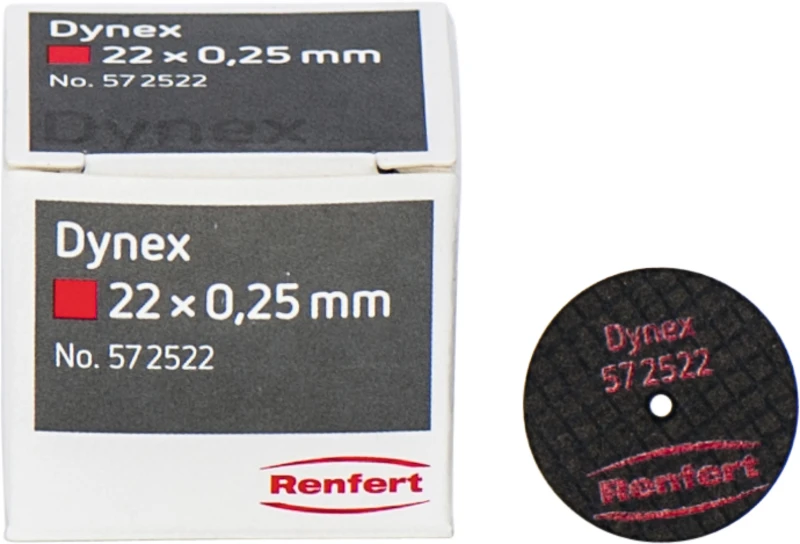 Dynex
22 x 0,25 mm
No. 57 2522
Dynex
Dynex
22 x 0,25 mm
No. 57 2522
Renfert
Dynex
57 2522
Renfert